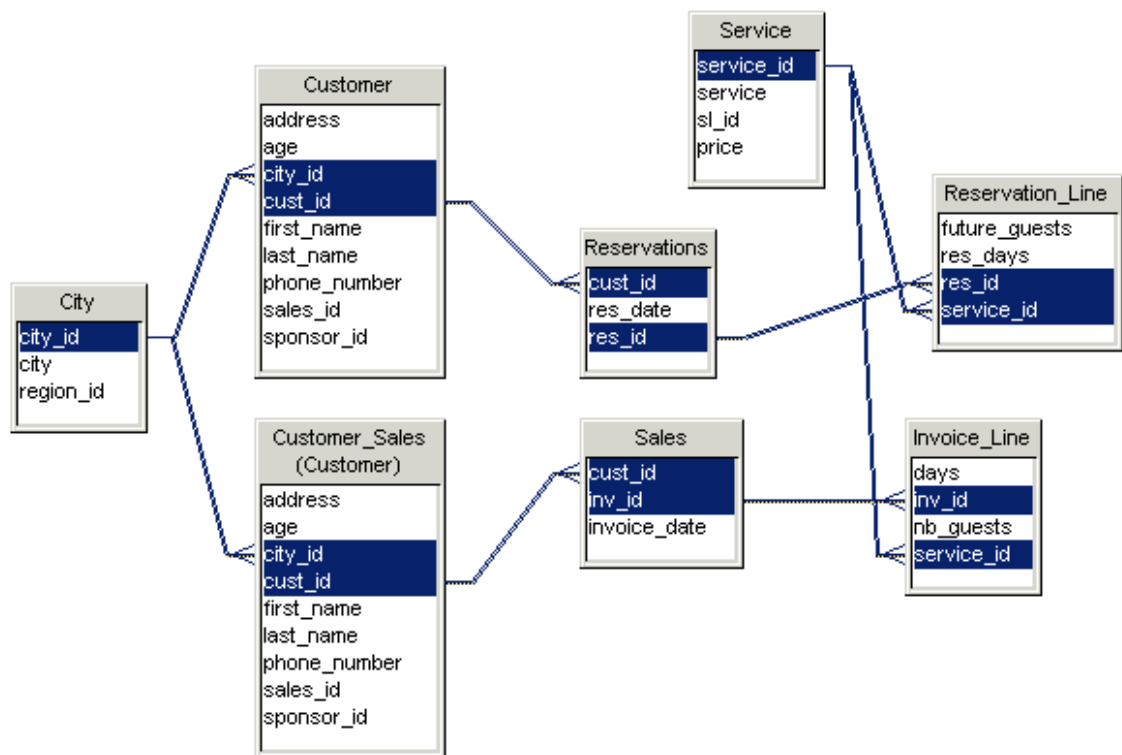 Service
service_id
service
sl_id
price
Customer
address
age
city_id
cust_id
first_name
last_name
phone_number
sales_id
sponsor_id
Reservation_Line
future_guests
res_days
res_id
service_id
Reservations
cust_id
res_date
res_id
City
city_id
city
region_id
Customer_Sales
(Customer)
address
age
city_id
cust_id
first_name
last_name
phone_number
sales_id
sponsor_id
Sales
cust_id
inv_id
invoice_date
Invoice_Line
days
inv_id
nb_guests
service_id